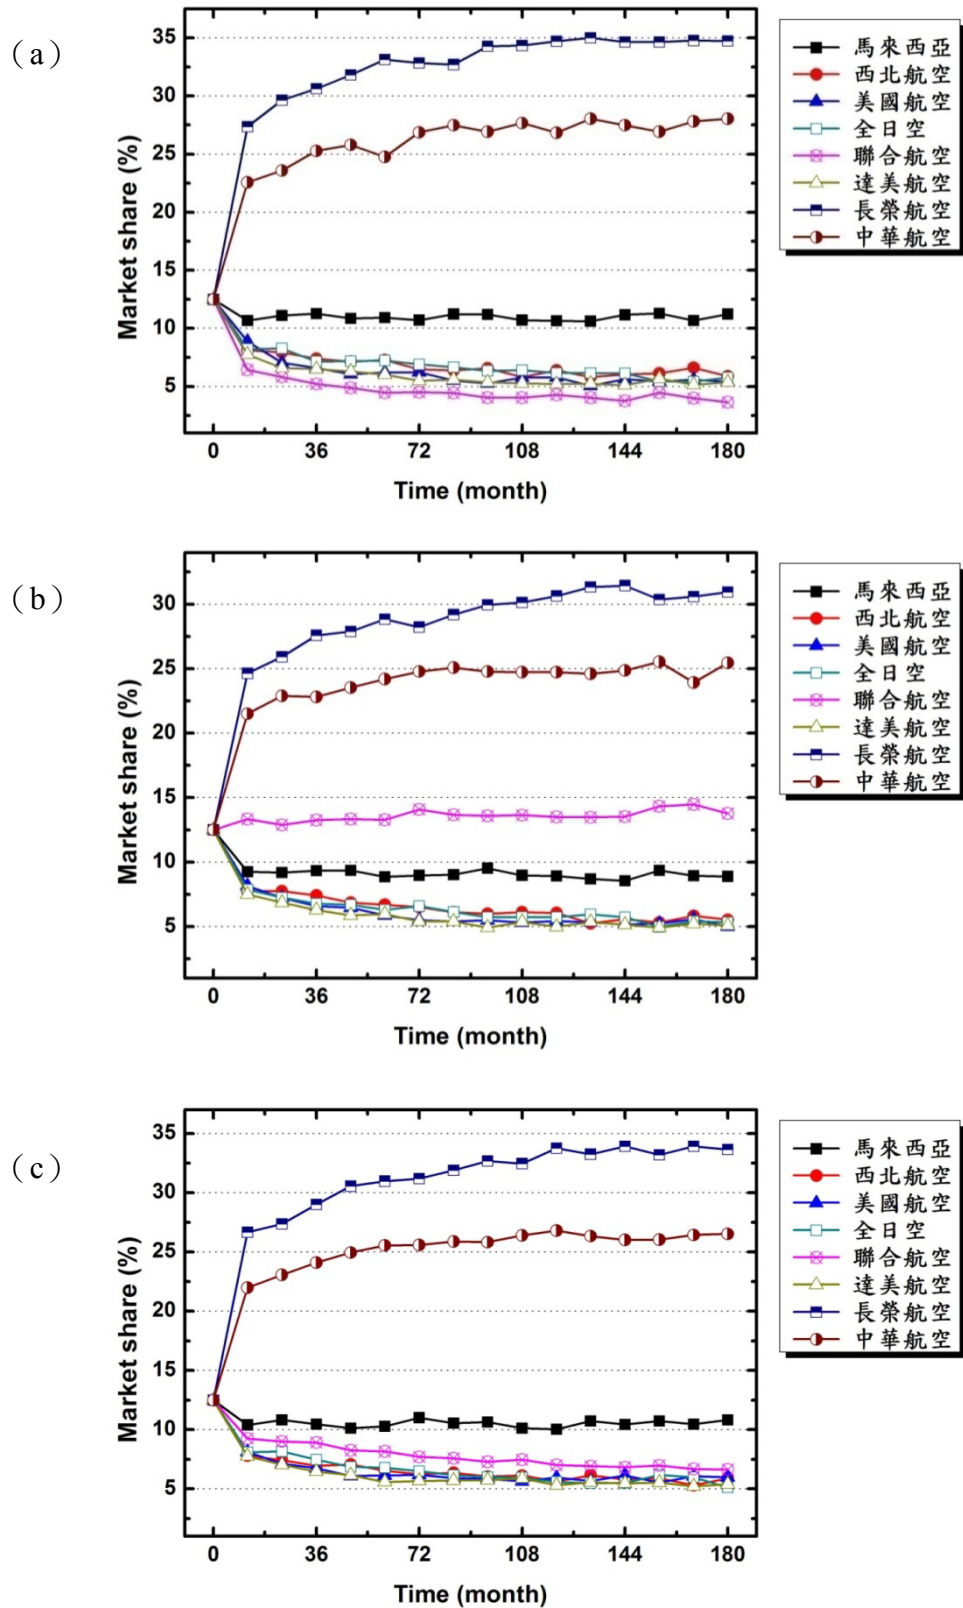 (a)
35
30
25
20
15
10
5
Market share (%)
0 36 72 108 144 180
Time (month)
馬來西亞
西北航空
美國航空
全日空
聯合航空
達美航空
長榮航空
中華航空
(b)
30
25
20
15
10
5
Market share (%)
0 36 72 108 144 180
Time (month)
馬來西亞
西北航空
美國航空
全日空
聯合航空
達美航空
長榮航空
中華航空
(c)
35
30
25
20
15
10
5
Market share (%)
0 36 72 108 144 180
Time (month)
馬來西亞
西北航空
美國航空
全日空
聯合航空
達美航空
長榮航空
中華航空